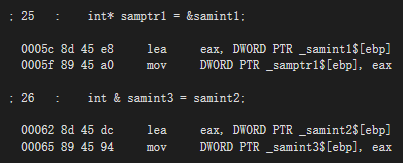 ; 25   :    int* samptr1 = &samint1;
0005c 8d 45 e8    lea    eax, DWORD PTR _samint1$[ebp]
0005f 89 45 a0    mov    DWORD PTR _samptr1$[ebp], eax
; 26   :    int & samint3 = samint2;
00062 8d 45 dc    lea    eax, DWORD PTR _samint2$[ebp]
00065 89 45 94    mov    DWORD PTR _samint3$[ebp], eax